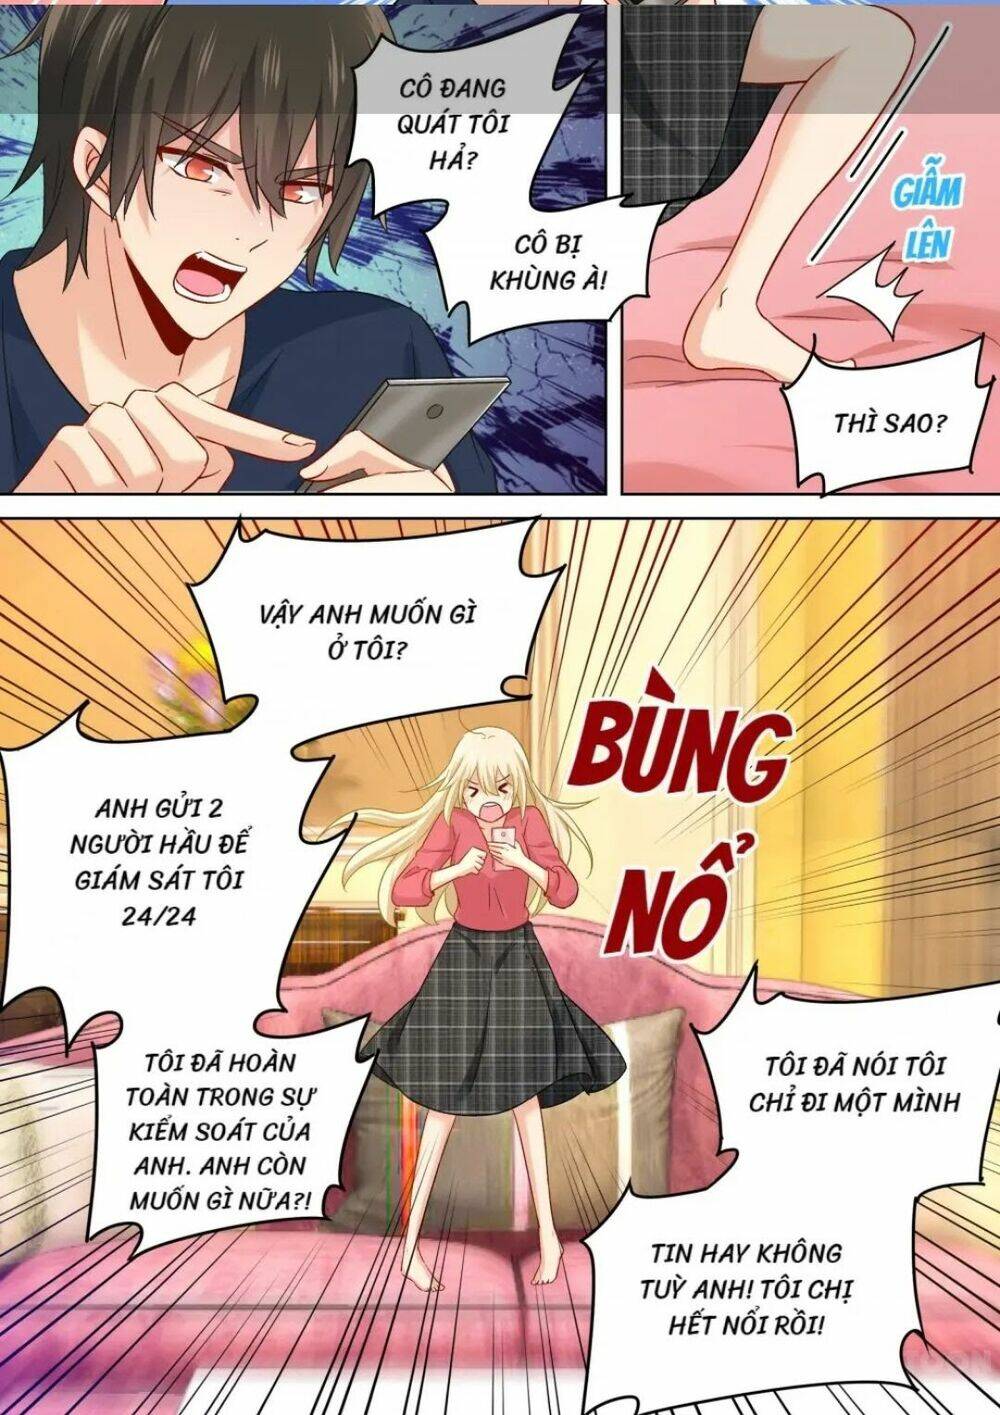 CÔ ĐANG
QUÁT TÔI
HẢ?
CÔ BỊ
KHÙNG À!
GIẪM
LÊN
THÌ SAO?
VẬY ANH MUỐN GÌ
Ở TÔI?
BÙNG
NỔ
ANH GỬI 2
NGƯỜI HẦU ĐỂ
GIÁM SÁT TÔI
24/24
TÔI ĐÃ HOÀN
TOÀN TRONG SỰ
KIỂM SOÁT CỦA
ANH. ANH CÒN
MUỐN GÌ NỮA?!
TÔI ĐÃ NÓI TÔI
CHỈ ĐI MỘT MÌNH
TIN HAY KHÔNG
TUỲ ANH! TÔI CHỊ
HẾT NỔI RỒI!